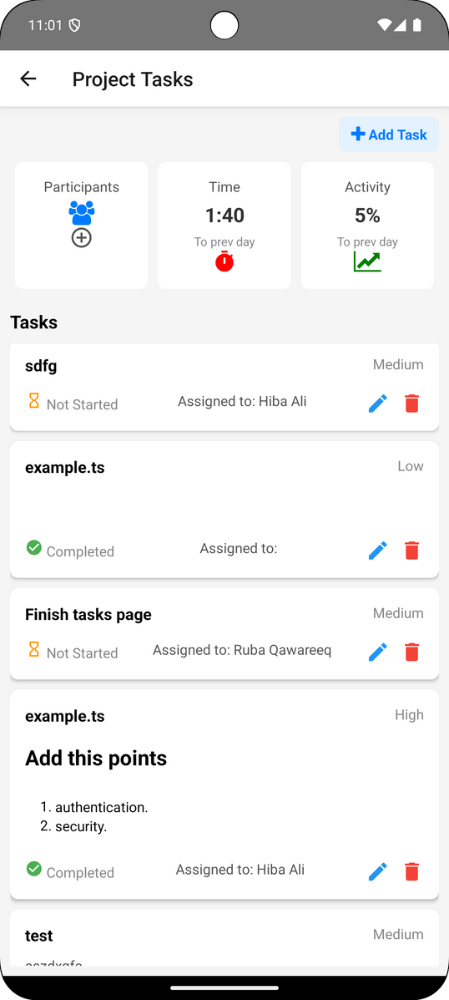 11:01
Project Tasks
Add Task
Participants
Time
1:40
To prev day
Activity
5%
To prev day
Tasks
sdfg
Medium
Not Started
Assigned to: Hiba Ali
example.ts
Low
Completed
Assigned to:
Finish tasks page
Medium
Not Started
Assigned to: Ruba Qawareeq
example.ts
High
Add this points
1. authentication.
2. security.
Completed
Assigned to: Hiba Ali
test
Medium